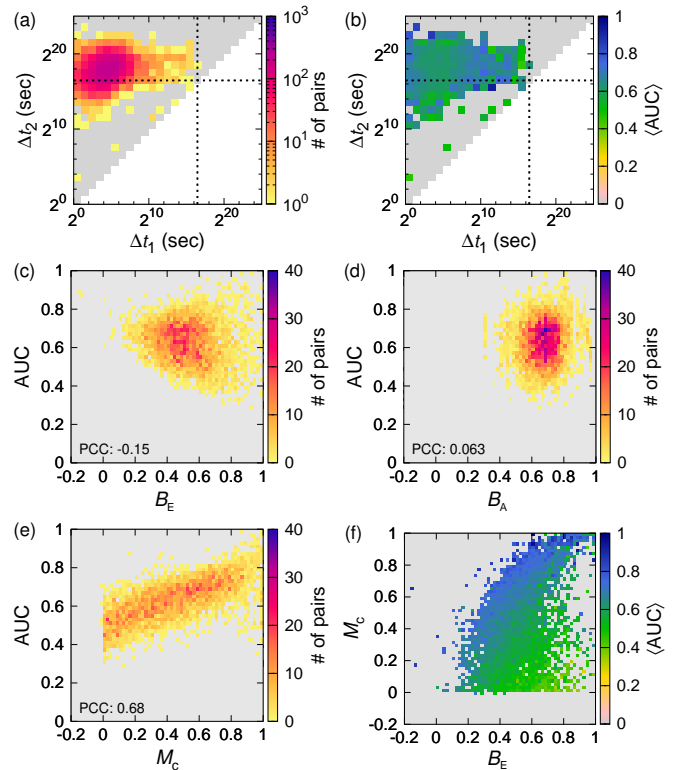 (a)
2^20
2^10
2^0
Δt_2 (sec)
2^0 2^10 2^20
Δt_1 (sec)
10^3
10^2
10^1
10^0
# of pairs
(b)
2^20
2^10
2^0
Δt_2 (sec)
2^0 2^10 2^20
Δt_1 (sec)
1
0.8
0.6
0.4
0.2
0
⟨AUC⟩
(c)
1
0.8
0.6
0.4
0.2
0
AUC
PCC: -0.15
-0.2 0 0.2 0.4 0.6 0.8 1
B_E
40
30
20
10
0
# of pairs
(d)
1
0.8
0.6
0.4
0.2
0
AUC
PCC: 0.063
-0.2 0 0.2 0.4 0.6 0.8 1
B_A
40
30
20
10
0
# of pairs
(e)
1
0.8
0.6
0.4
0.2
0
AUC
PCC: 0.68
-0.2 0 0.2 0.4 0.6 0.8 1
M_c
40
30
20
10
0
# of pairs
(f)
1
0.8
0.6
0.4
0.2
0
-0.2
M_c
-0.2 0 0.2 0.4 0.6 0.8 1
B_E
1
0.8
0.6
0.4
0.2
0
⟨AUC⟩